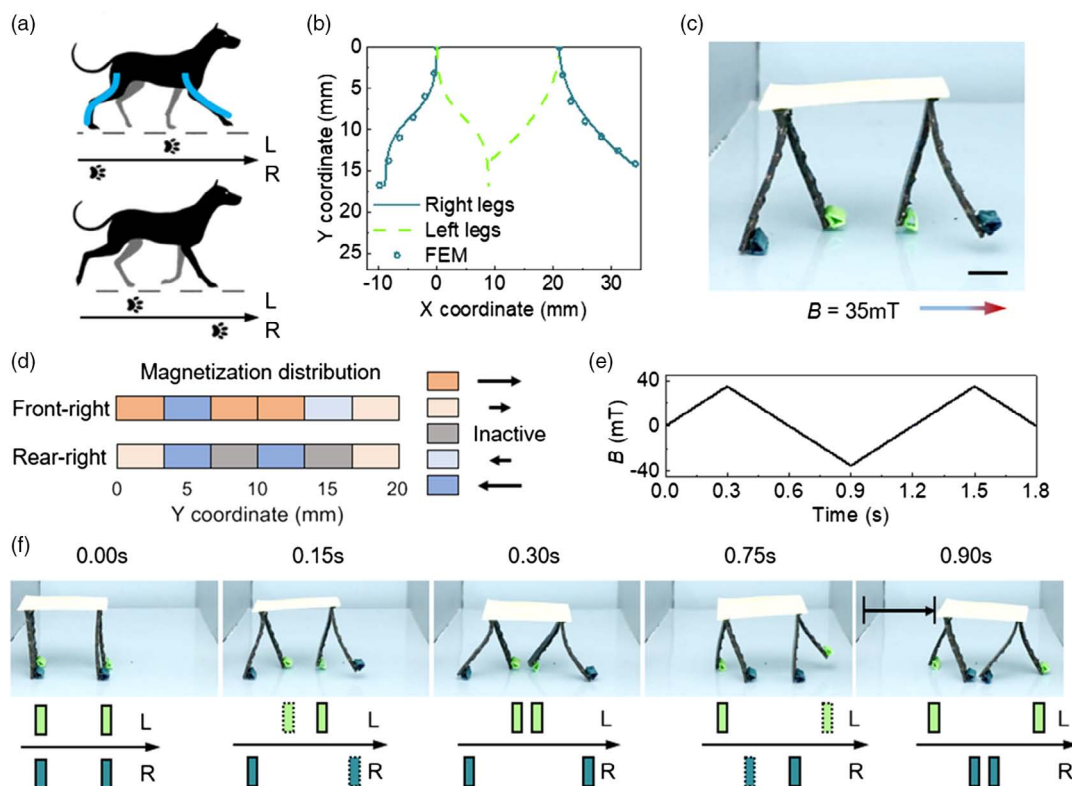 (a)
L
R
L
R
(b)
Y coordinate (mm)
0
5
10
15
20
25
Right legs
Left legs
FEM
-10 0 10 20 30
X coordinate (mm)
(c)
B = 35mT
(d)
Magnetization distribution
Front-right
Rear-right
Inactive
0 5 10 15 20
Y coordinate (mm)
(e)
B (mT)
40
0
-40
0.0 0.3 0.6 0.9 1.2 1.5 1.8
Time (s)
(f)
0.00s 0.15s 0.30s 0.75s 0.90s
L L L L L
R R R R R